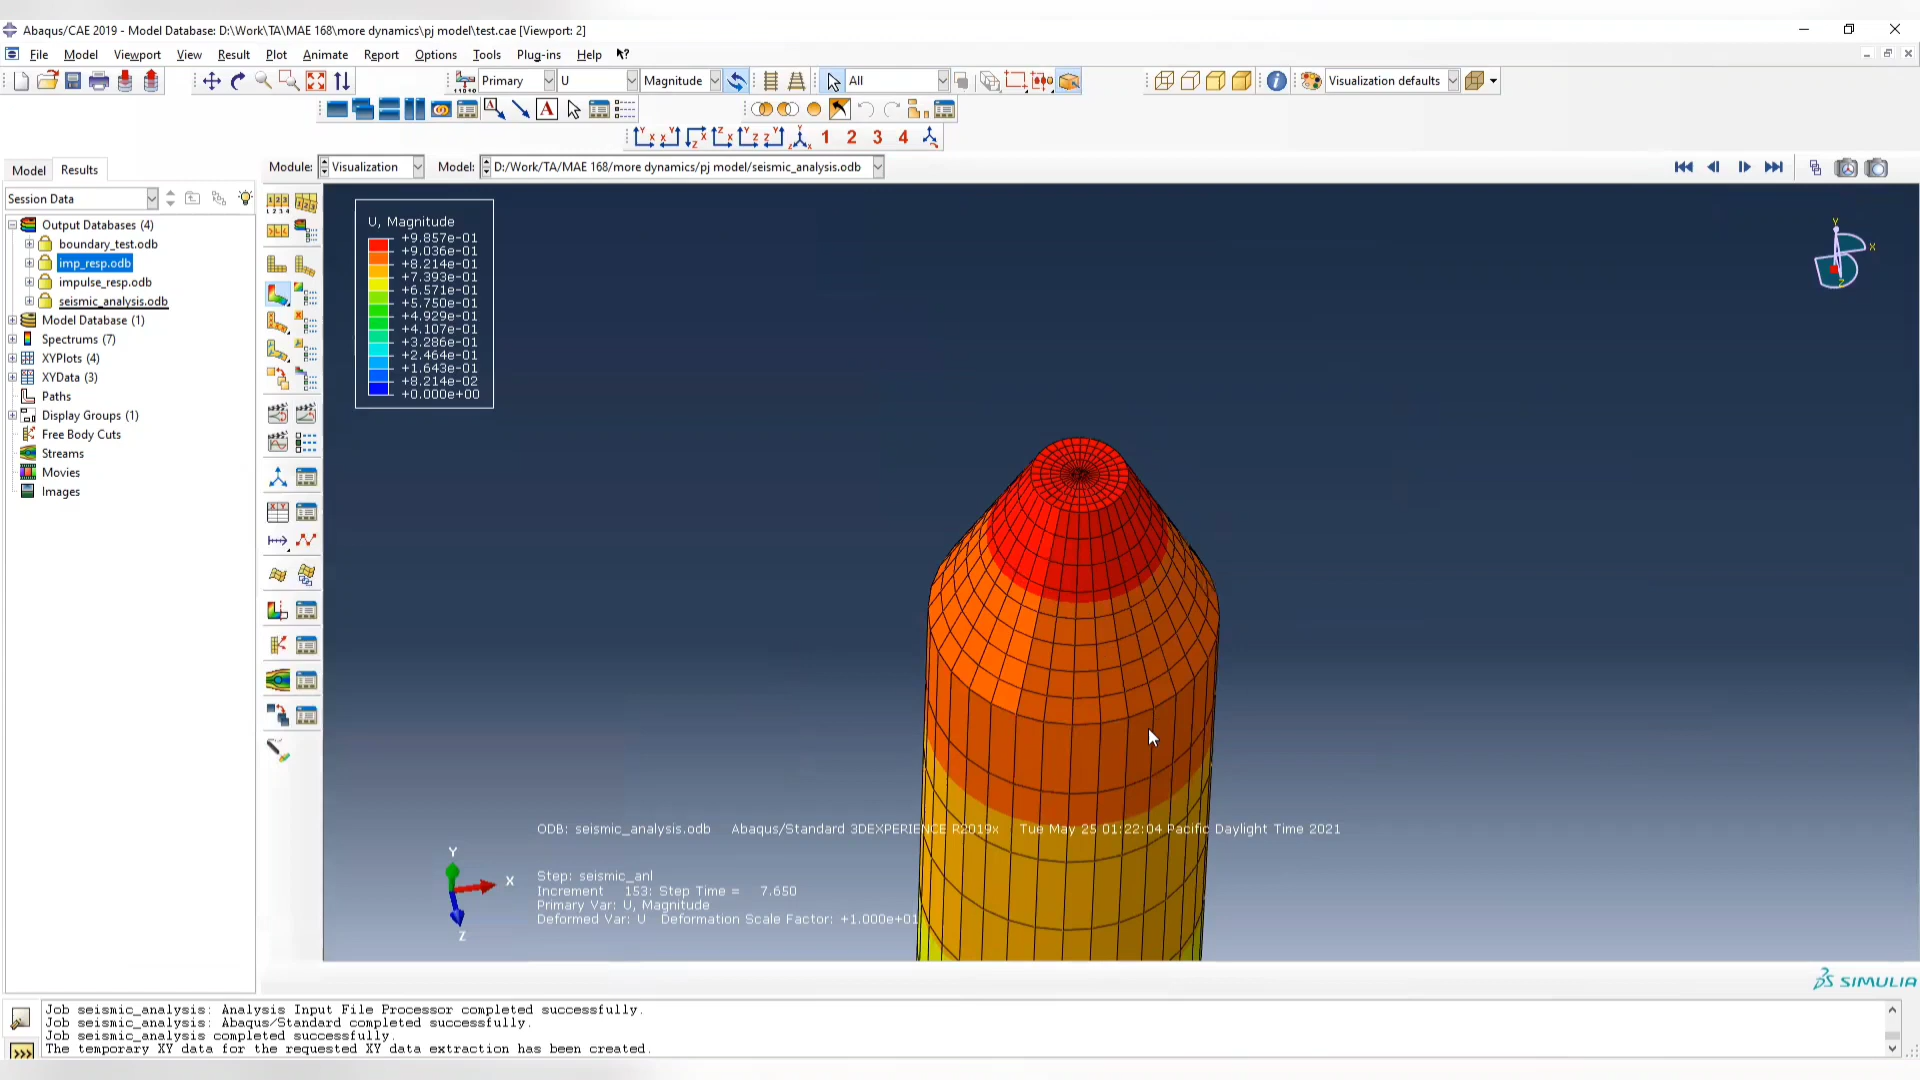 Abaqus/CAE 2019 - Model Database: D:\Work\TA\MAE 168\more dynamics\pj model\test.cae [Viewport: 2]
File Model Viewport View Result Plot Animate Report Options Tools Plug-ins Help
Primary U Magnitude All Visualization defaults
1 2 3 4
Model Results Module: Visualization Model: D:/Work/TA/MAE 168/more dynamics/pj model/seismic_analysis.odb
Session Data
Output Databases (4)
boundary_test.odb
imp_resp.odb
impulse_resp.odb
seismic_analysis.odb
Model Database (1)
Spectrums (7)
XYPlots (4)
XYData (3)
Paths
Display Groups (1)
Free Body Cuts
Streams
Movies
Images
U, Magnitude
+9.857e-01
+9.036e-01
+8.214e-01
+7.393e-01
+6.571e-01
+5.750e-01
+4.929e-01
+4.107e-01
+3.286e-01
+2.464e-01
+1.643e-01
+8.214e-02
+0.000e+00
Y
X
Z
ODB: seismic_analysis.odb Abaqus/Standard 3DEXPERIENCE R2019x Tue May 25 01:22:04 Pacific Daylight Time 2021
Y
X
Z
Step: seismic_anl
Increment 153: Step Time = 7.650
Primary Var: U, Magnitude
Deformed Var: U Deformation Scale Factor: +1.000e+01
SIMULIA
Job seismic_analysis: Analysis Input File Processor completed successfully.
Job seismic_analysis: Abaqus/Standard completed successfully.
Job seismic_analysis completed successfully.
The temporary XY data for the requested XY data extraction has been created.